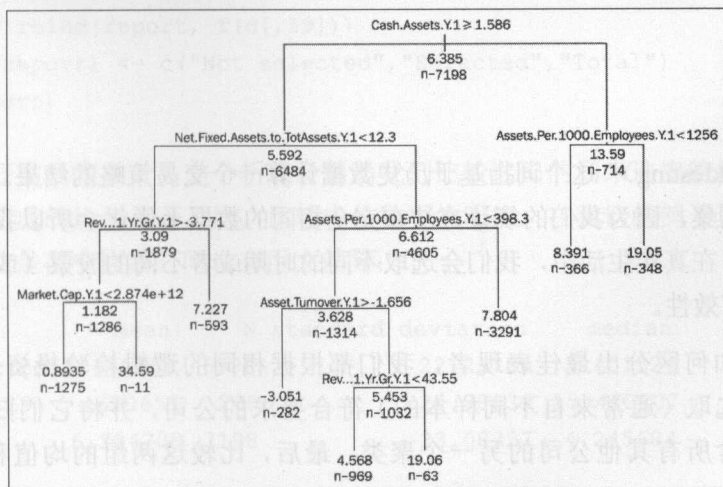 Cash.Assets.Y.1≥1.586
6.385
n-7198
Net.Fixed.Assets.to.TotAssets.Y.1<12.3
Assets.Per.1000.Employees.Y.1<1256
5.592
n-6484
13.59
n-714
Rev...1.Yr.Gr.Y.1>-3.771
Assets.Per.1000.Employees.Y.1<398.3
3.09
n-1879
6.612
n-4605
8.391
n-366
19.05
n-348
Market.Cap.Y.1<2.874e+12
Asset.Turnover.Y.1>-1.656
1.182
n-1286
7.227
n-593
3.628
n-1314
7.804
n-3291
0.8935
n-1275
34.59
n-11
-3.051
n-282
Rev...1.Yr.Gr.Y.1<43.55
5.453
n-1032
4.568
n-969
19.06
n-63